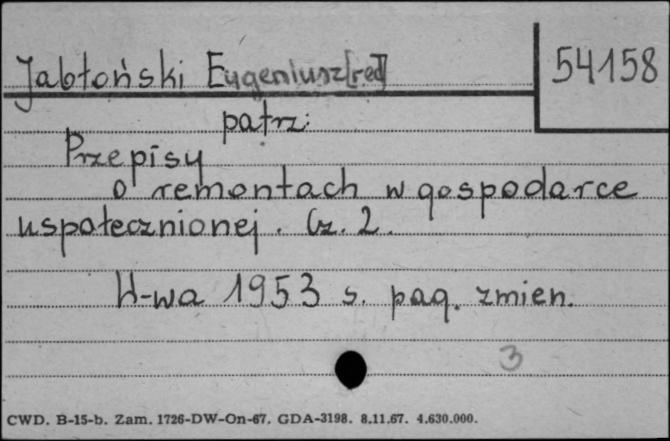 Jabłoński Eugeniusz [red]
54158
patrz:
Przepisy
o remontach w gospodarce
uspołecznionej. Cz. 2.
W-wa 1953 s. pag. zmien.
3
CWD. B-15-b. Zam. 1726-DW-On-67. GDA-3198. 8.11.67. 4.630.000.